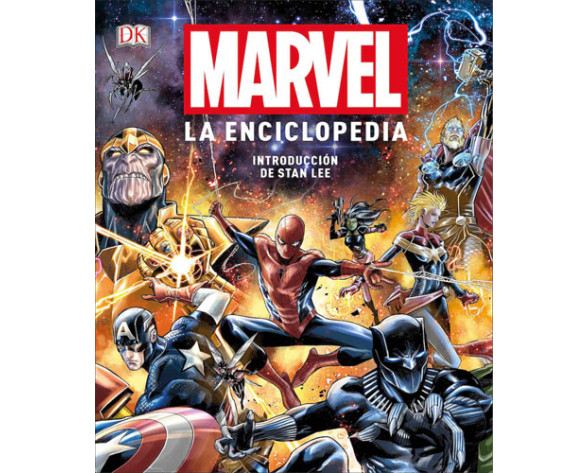 DK
MARVEL
LA ENCICLOPEDIA
INTRODUCCIÓN
DE STAN LEE